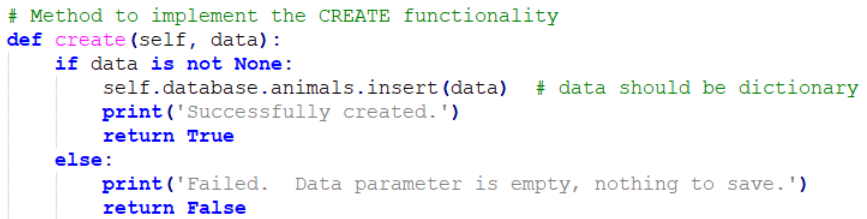 # Method to implement the CREATE functionality
def create(self, data):
    if data is not None:
        self.database.animals.insert(data)  # data should be dictionary
        print('Successfully created.')
        return True
    else:
        print('Failed.  Data parameter is empty, nothing to save.')
        return False